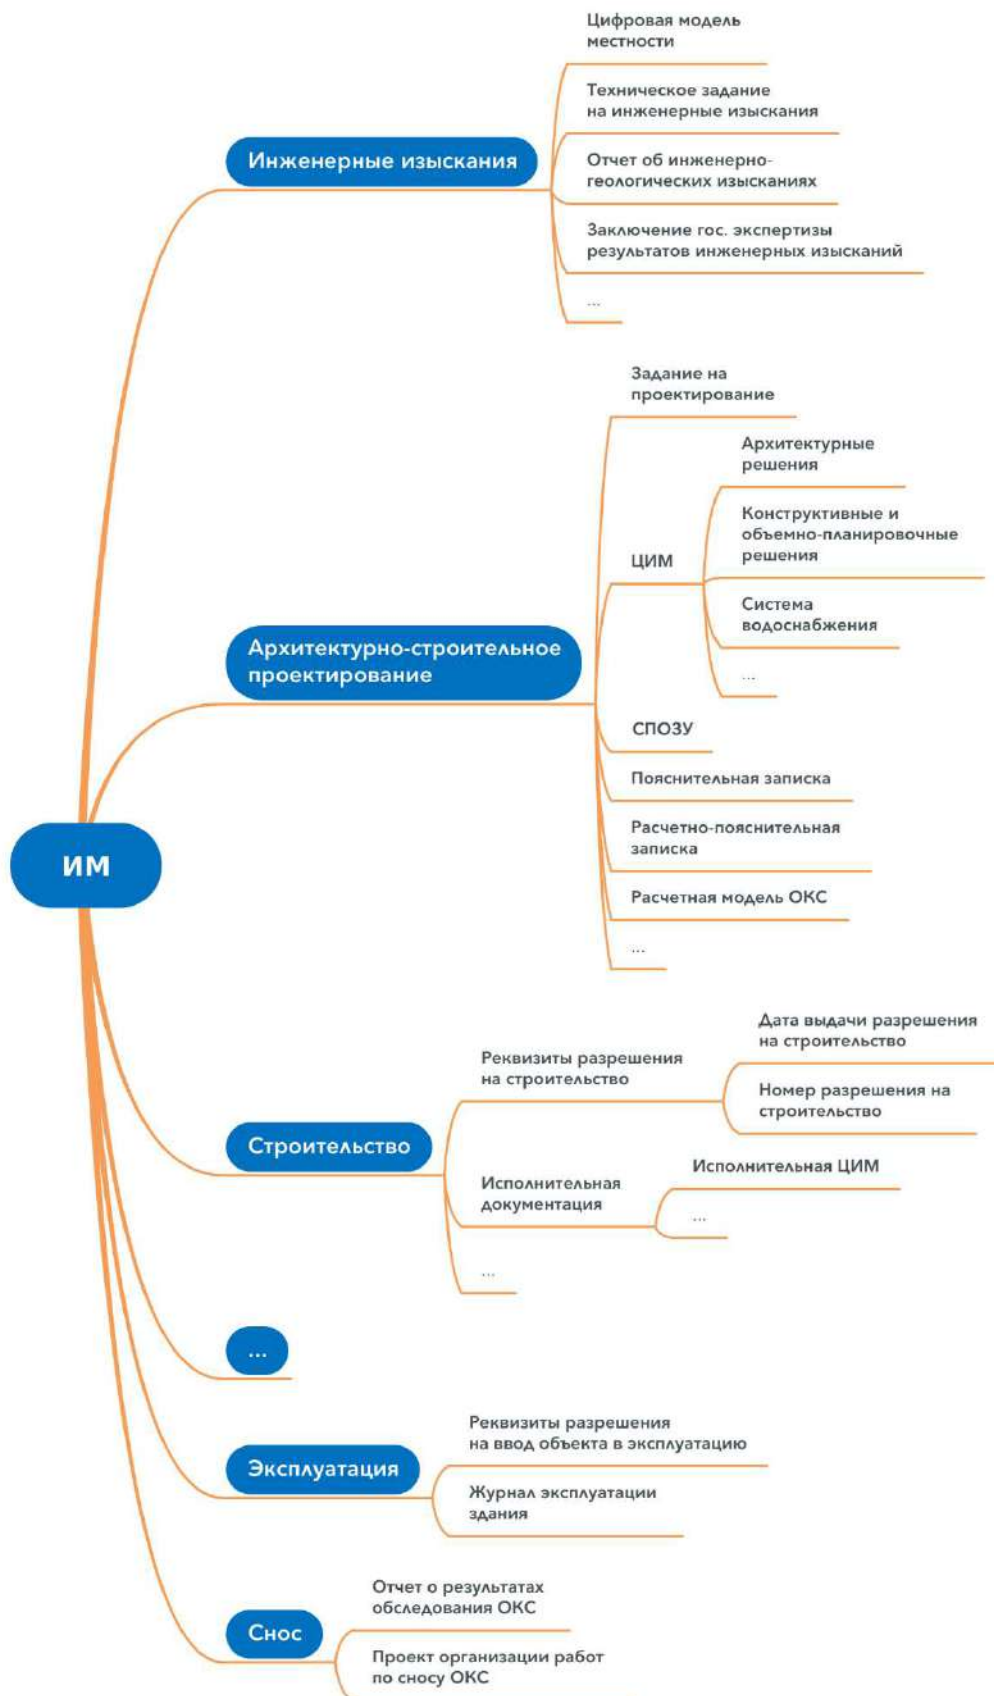 Цифровая модель
местности
Техническое задание
на инженерные изыскания
Инженерные изыскания
Отчет об инженерно-
геологических изысканиях
Заключение гос. экспертизы
результатов инженерных изысканий
...
Задание на
проектирование
Архитектурные
решения
Конструктивные и
объемно-планировочные
решения
ЦИМ
Система
водоснабжения
...
Архитектурно-строительное
проектирование
СПОЗУ
Пояснительная записка
Расчетно-пояснительная
записка
ИМ
Расчетная модель ОКС
...
Дата выдачи разрешения
на строительство
Реквизиты разрешения
на строительство
Номер разрешения на
строительство
Строительство
Исполнительная ЦИМ
Исполнительная
документация
...
...
...
Реквизиты разрешения
на ввод объекта в эксплуатацию
Эксплуатация
Журнал эксплуатации
здания
Отчет о результатах
обследования ОКС
Снос
Проект организации работ
по сносу ОКС